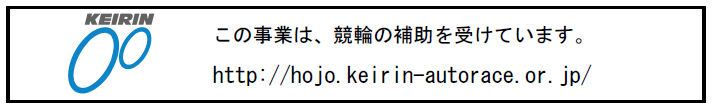 KEIRIN
この事業は、競輪の補助を受けています。
http://hojo.keirin-autorace.or.jp/